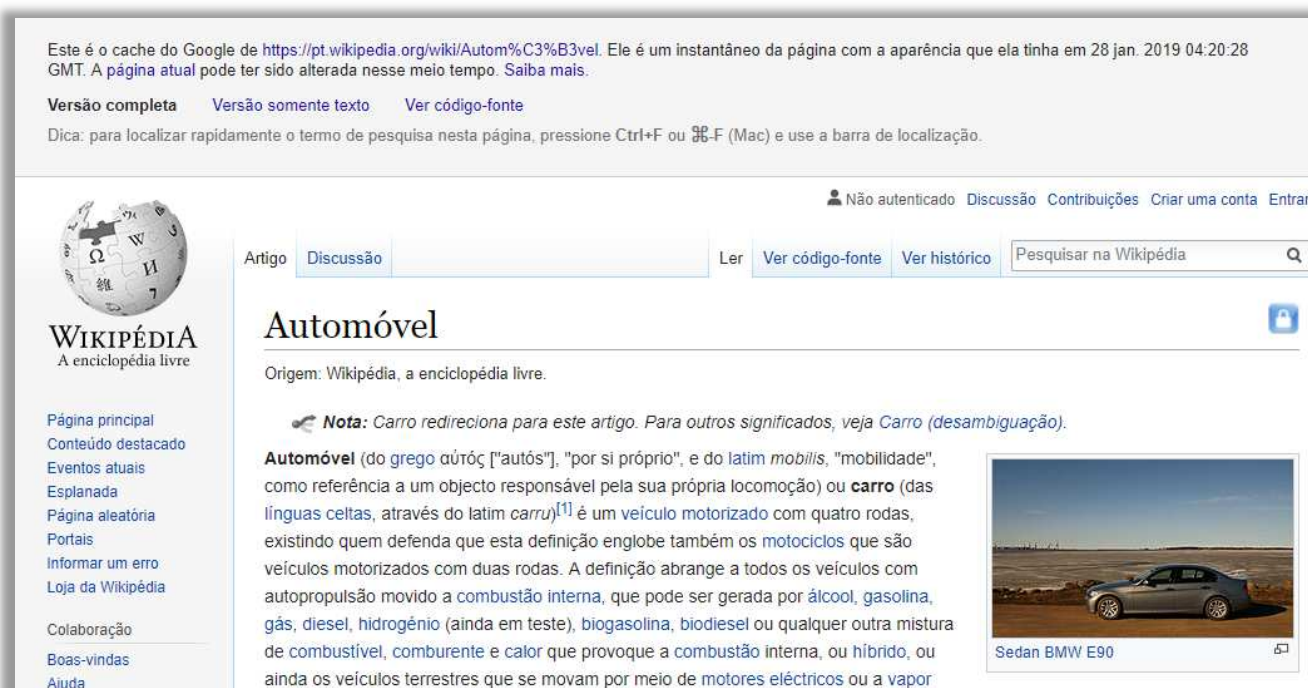 Este é o cache do Google de https://pt.wikipedia.org/wiki/Autom%C3%B3vel. Ele é um instantâneo da página com a aparência que ela tinha em 28 jan. 2019 04:20:28
GMT. A página atual pode ter sido alterada nesse meio tempo. Saiba mais.
Versão completa Versão somente texto Ver código-fonte
Dica: para localizar rapidamente o termo de pesquisa nesta página, pressione Ctrl+F ou ⌘-F (Mac) e use a barra de localização.
Não autenticado Discussão Contribuições Criar uma conta Entrar
Artigo Discussão Ler Ver código-fonte Ver histórico Pesquisar na Wikipédia
Ω W И 維 7
WIKIPÉDIA
A enciclopédia livre
Página principal
Conteúdo destacado
Eventos atuais
Esplanada
Página aleatória
Portais
Informar um erro
Loja da Wikipédia
Colaboração
Boas-vindas
Ajuda
Automóvel
Origem: Wikipédia, a enciclopédia livre.
Nota: Carro redireciona para este artigo. Para outros significados, veja Carro (desambiguação).
Automóvel (do grego αὐτός ["autós"], "por si próprio", e do latim mobilis, "mobilidade",
como referência a um objecto responsável pela sua própria locomoção) ou carro (das
línguas celtas, através do latim carru)[1] é um veículo motorizado com quatro rodas,
existindo quem defenda que esta definição englobe também os motociclos que são
veículos motorizados com duas rodas. A definição abrange a todos os veículos com
autopropulsão movido a combustão interna, que pode ser gerada por álcool, gasolina,
gás, diesel, hidrogénio (ainda em teste), biogasolina, biodiesel ou qualquer outra mistura
de combustível, comburente e calor que provoque a combustão interna, ou híbrido, ou
ainda os veículos terrestres que se movam por meio de motores eléctricos ou a vapor
Sedan BMW E90